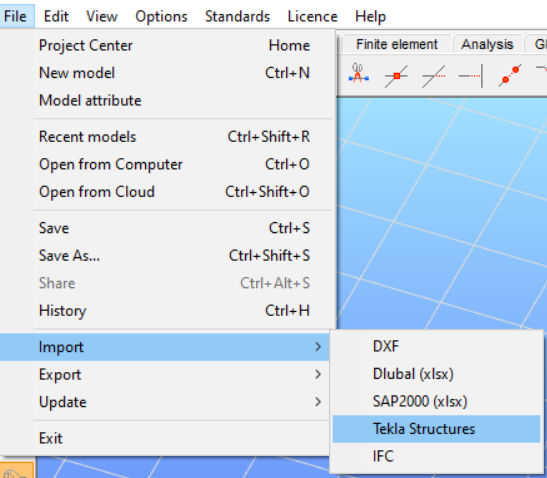 File Edit View Options Standards Licence Help
Finite element Analysis
Project Center Home
New model Ctrl+N
Model attribute
Recent models Ctrl+Shift+R
Open from Computer Ctrl+O
Open from Cloud Ctrl+Shift+O
Save Ctrl+S
Save As... Ctrl+Shift+S
Share Ctrl+Alt+S
History Ctrl+H
Import
Export
Update
Exit
DXF
Dlubal (xlsx)
SAP2000 (xlsx)
Tekla Structures
IFC